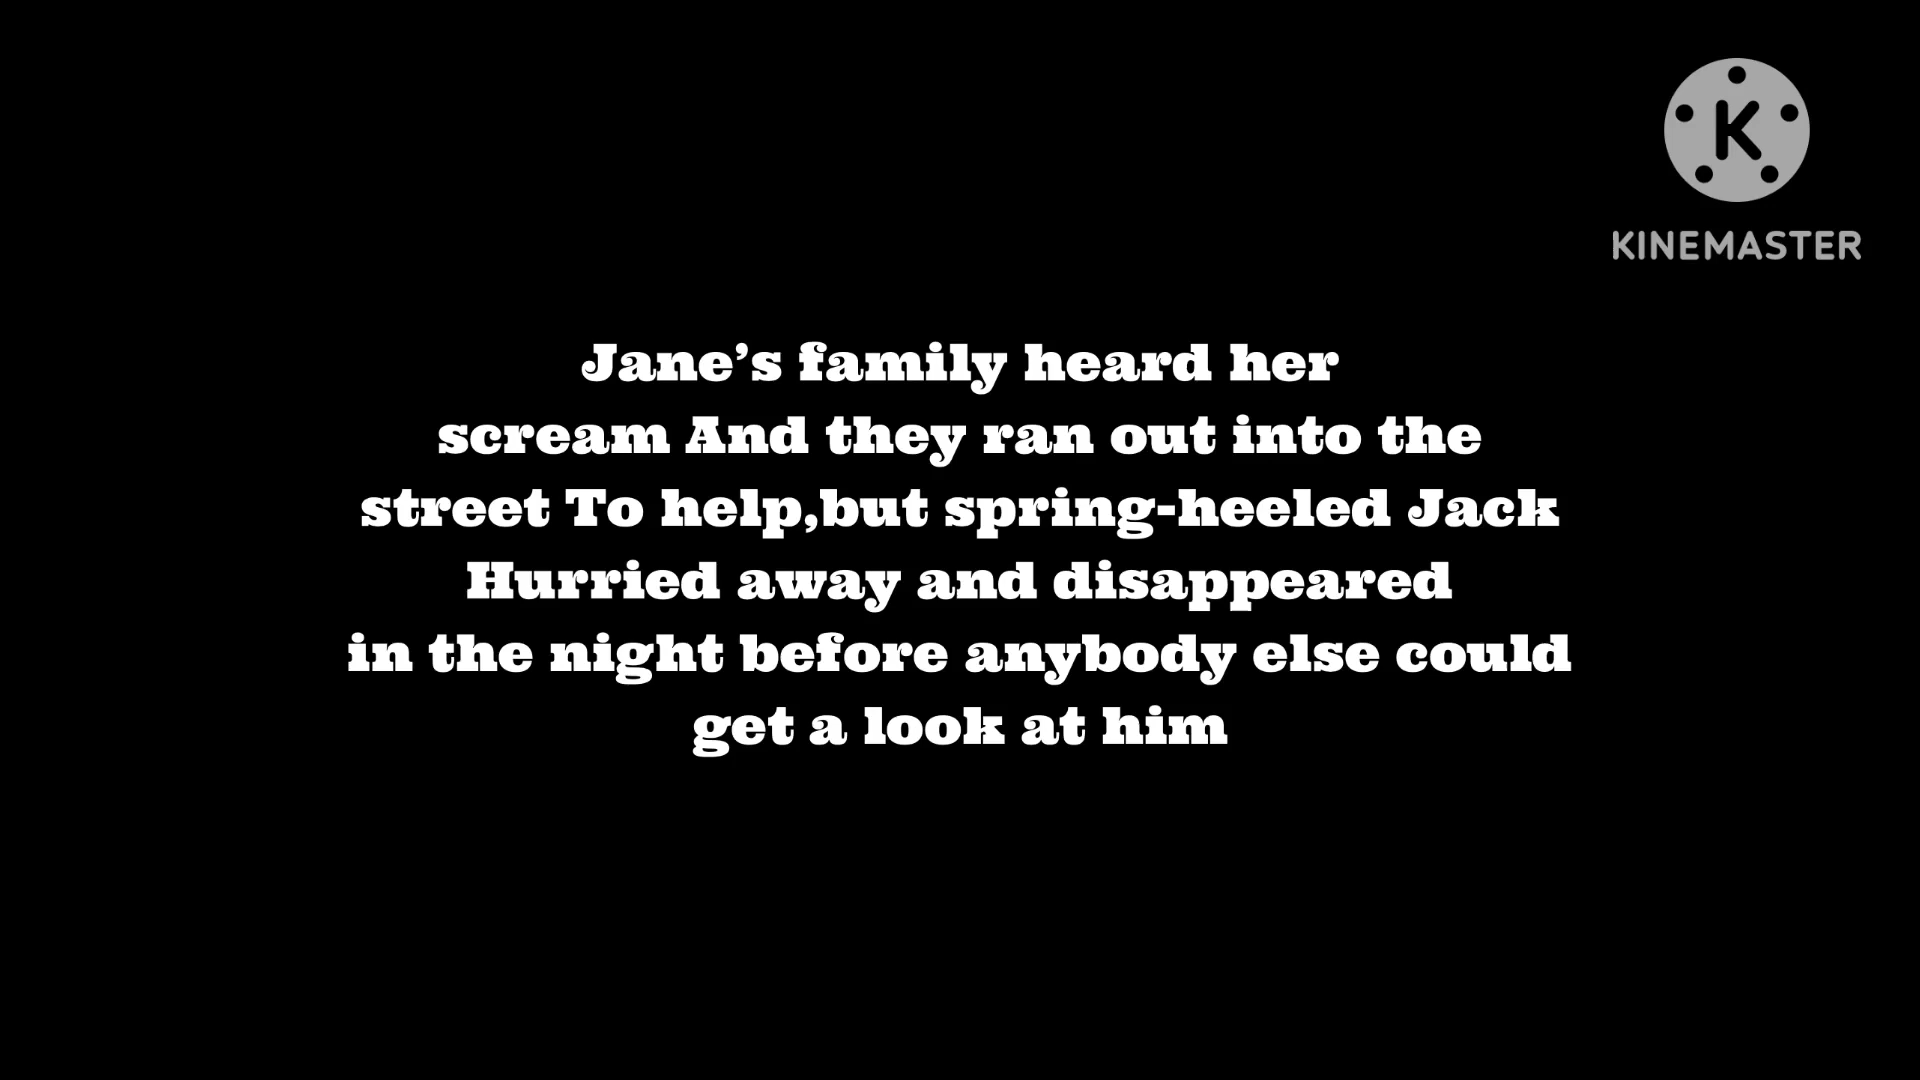 K
KINEMASTER
Jane’s family heard her
scream And they ran out into the
street To help,but spring-heeled Jack
Hurried away and disappeared
in the night before anybody else could
get a look at him